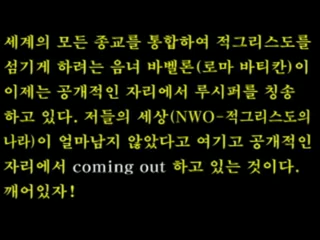 세계의 모든 종교를 통합하여 적그리스도를
섬기게 하려는 음녀 바벨론(로마 바티칸)이
이제는 공개적인 자리에서 루시퍼를 칭송
하고 있다. 저들의 세상(NWO-적그리스도의
나라)이 얼마남지 않았다고 여기고 공개적인
자리에서 coming out 하고 있는 것이다.
깨어있자!